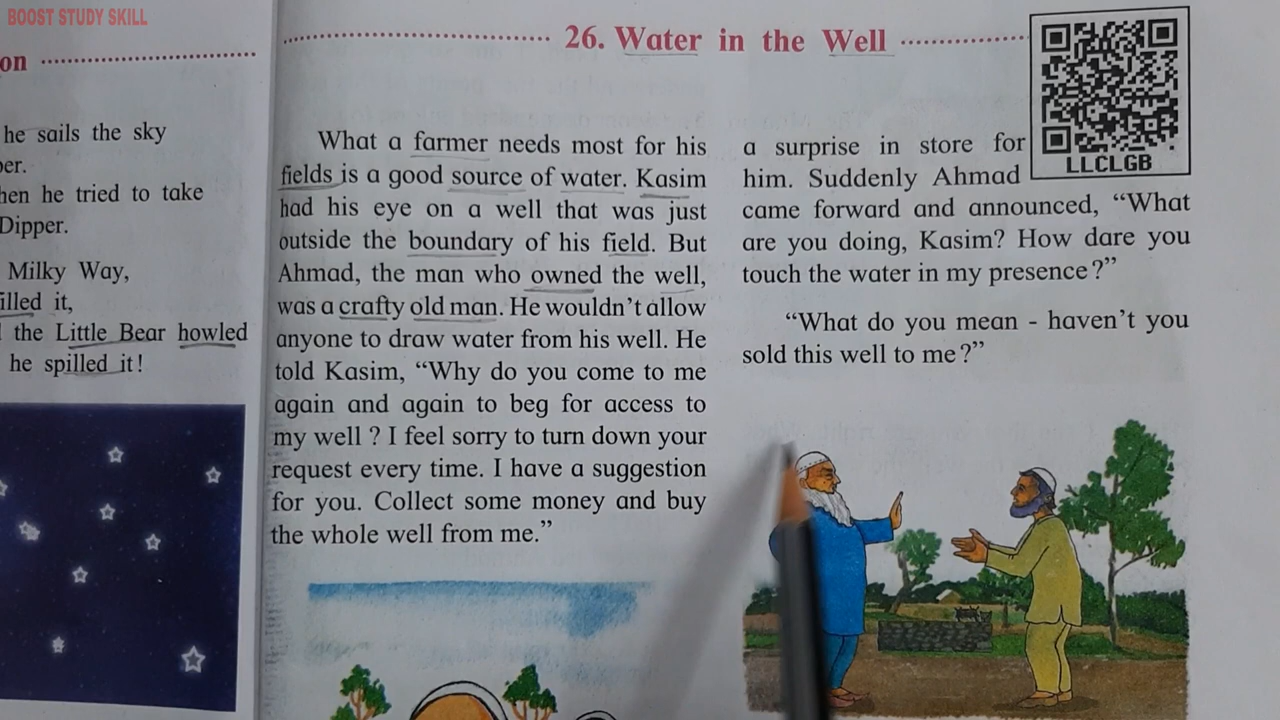 BOOST STUDY SKILL
on
he sails the sky
he tried to take
Dipper.
Milky Way,
it,
the Little Bear howled
he spilled it!
26. Water in the Well
What a farmer needs most for his
fields is a good source of water. Kasim
had his eye on a well that was just
outside the boundary of his field. But
Ahmad, the man who owned the well,
was a crafty old man. He wouldn't allow
anyone to draw water from his well. He
told Kasim, “Why do you come to me
again and again to beg for access to
my well ? I feel sorry to turn down your
request every time. I have a suggestion
for you. Collect some money and buy
the whole well from me.”
a surprise in store for
him. Suddenly Ahmad
came forward and announced, “What
are you doing, Kasim? How dare you
touch the water in my presence?”
“What do you mean - haven't you
sold this well to me?”
LLCLGB